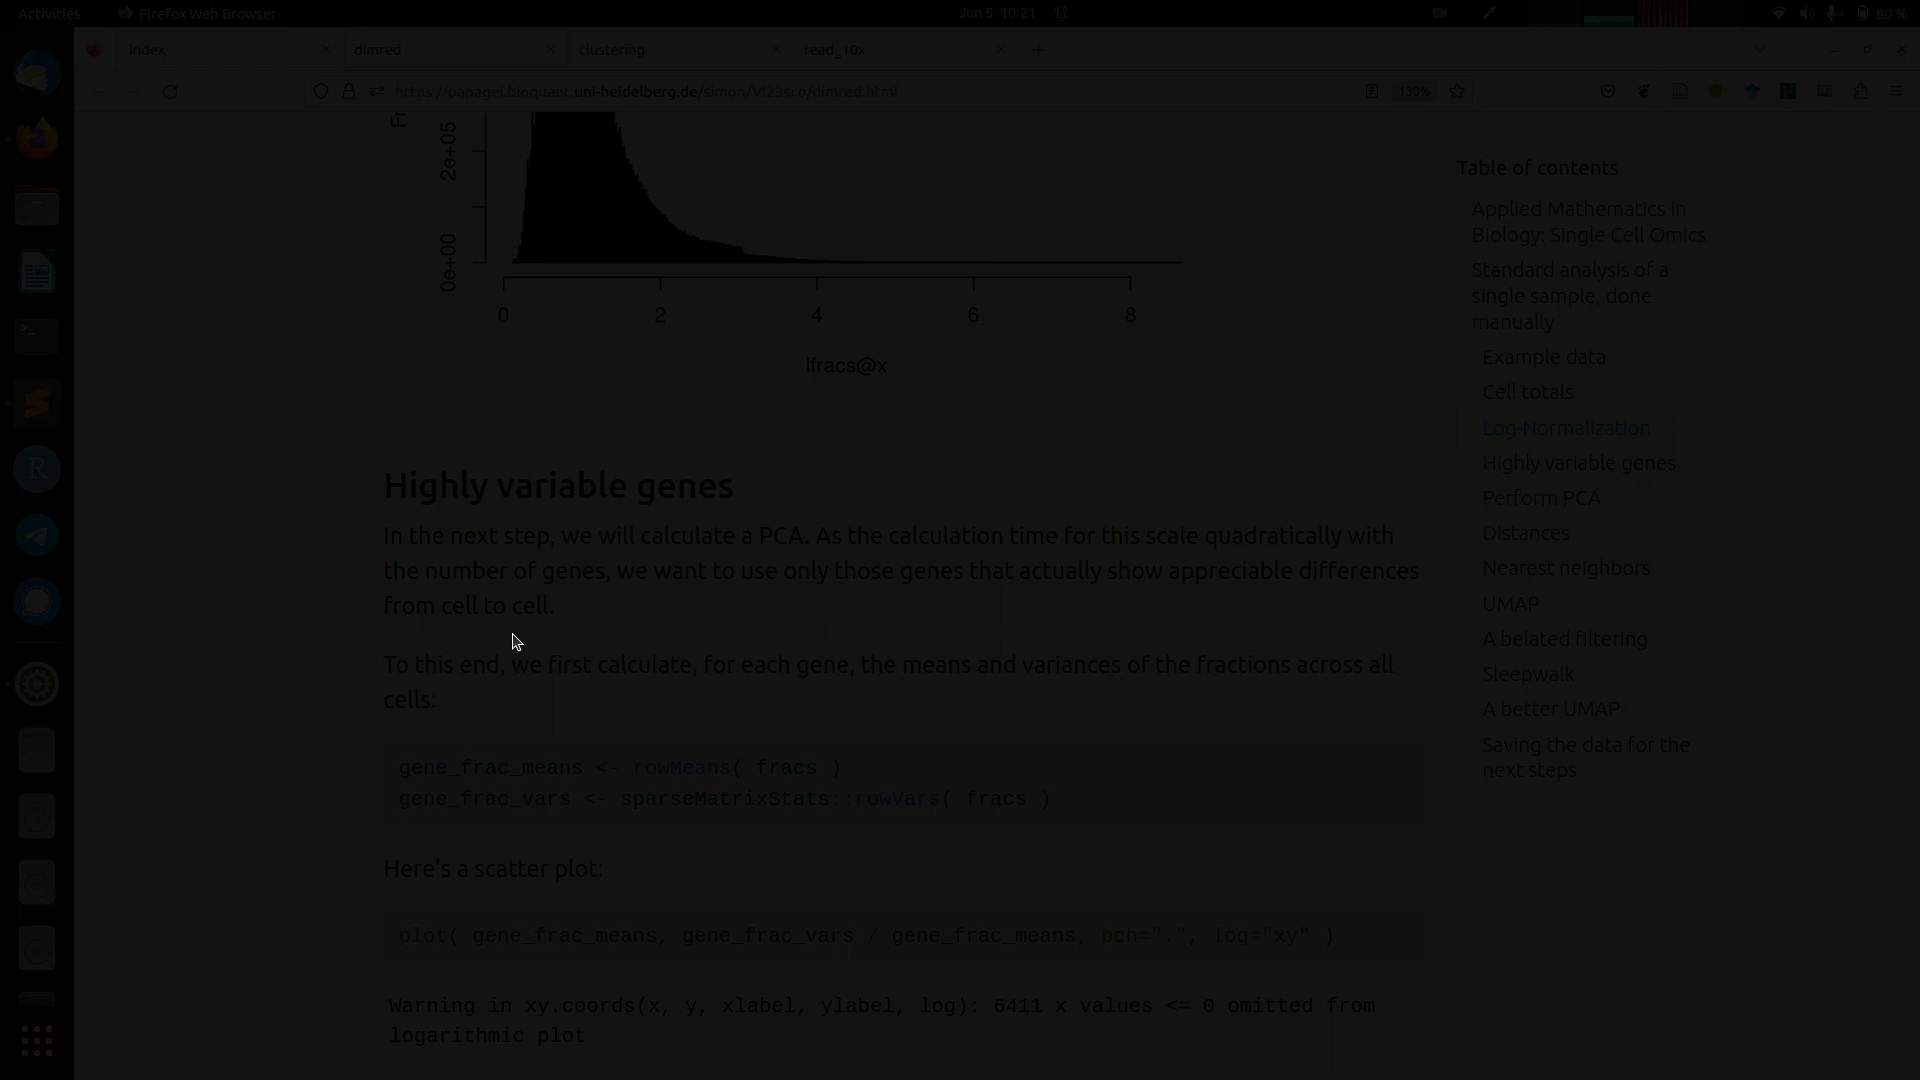 Activities
Firefox Web Browser
Jun 5 10:21
80 %
index
dimred
clustering
read_10x
https://papagei.bioquant.uni-heidelberg.de/simon/Vl23sco/dimred.html
130%
Fr
2e+05
0e+00
0 2 4 6 8
lfracs@x
Highly variable genes
In the next step, we will calculate a PCA. As the calculation time for this scale quadratically with
the number of genes, we want to use only those genes that actually show appreciable differences
from cell to cell.
To this end, we first calculate, for each gene, the means and variances of the fractions across all
cells:
gene_frac_means <- rowMeans( fracs )
gene_frac_vars <- sparseMatrixStats::rowVars( fracs )
Here's a scatter plot:
plot( gene_frac_means, gene_frac_vars / gene_frac_means, pch=".", log="xy" )
Warning in xy.coords(x, y, xlabel, ylabel, log): 6411 x values <= 0 omitted from
logarithmic plot
Table of contents
Applied Mathematics in
Biology: Single Cell Omics
Standard analysis of a
single sample, done
manually
Example data
Cell totals
Log-Normalization
Highly variable genes
Perform PCA
Distances
Nearest neighbors
UMAP
A belated filtering
Sleepwalk
A better UMAP
Saving the data for the
next steps